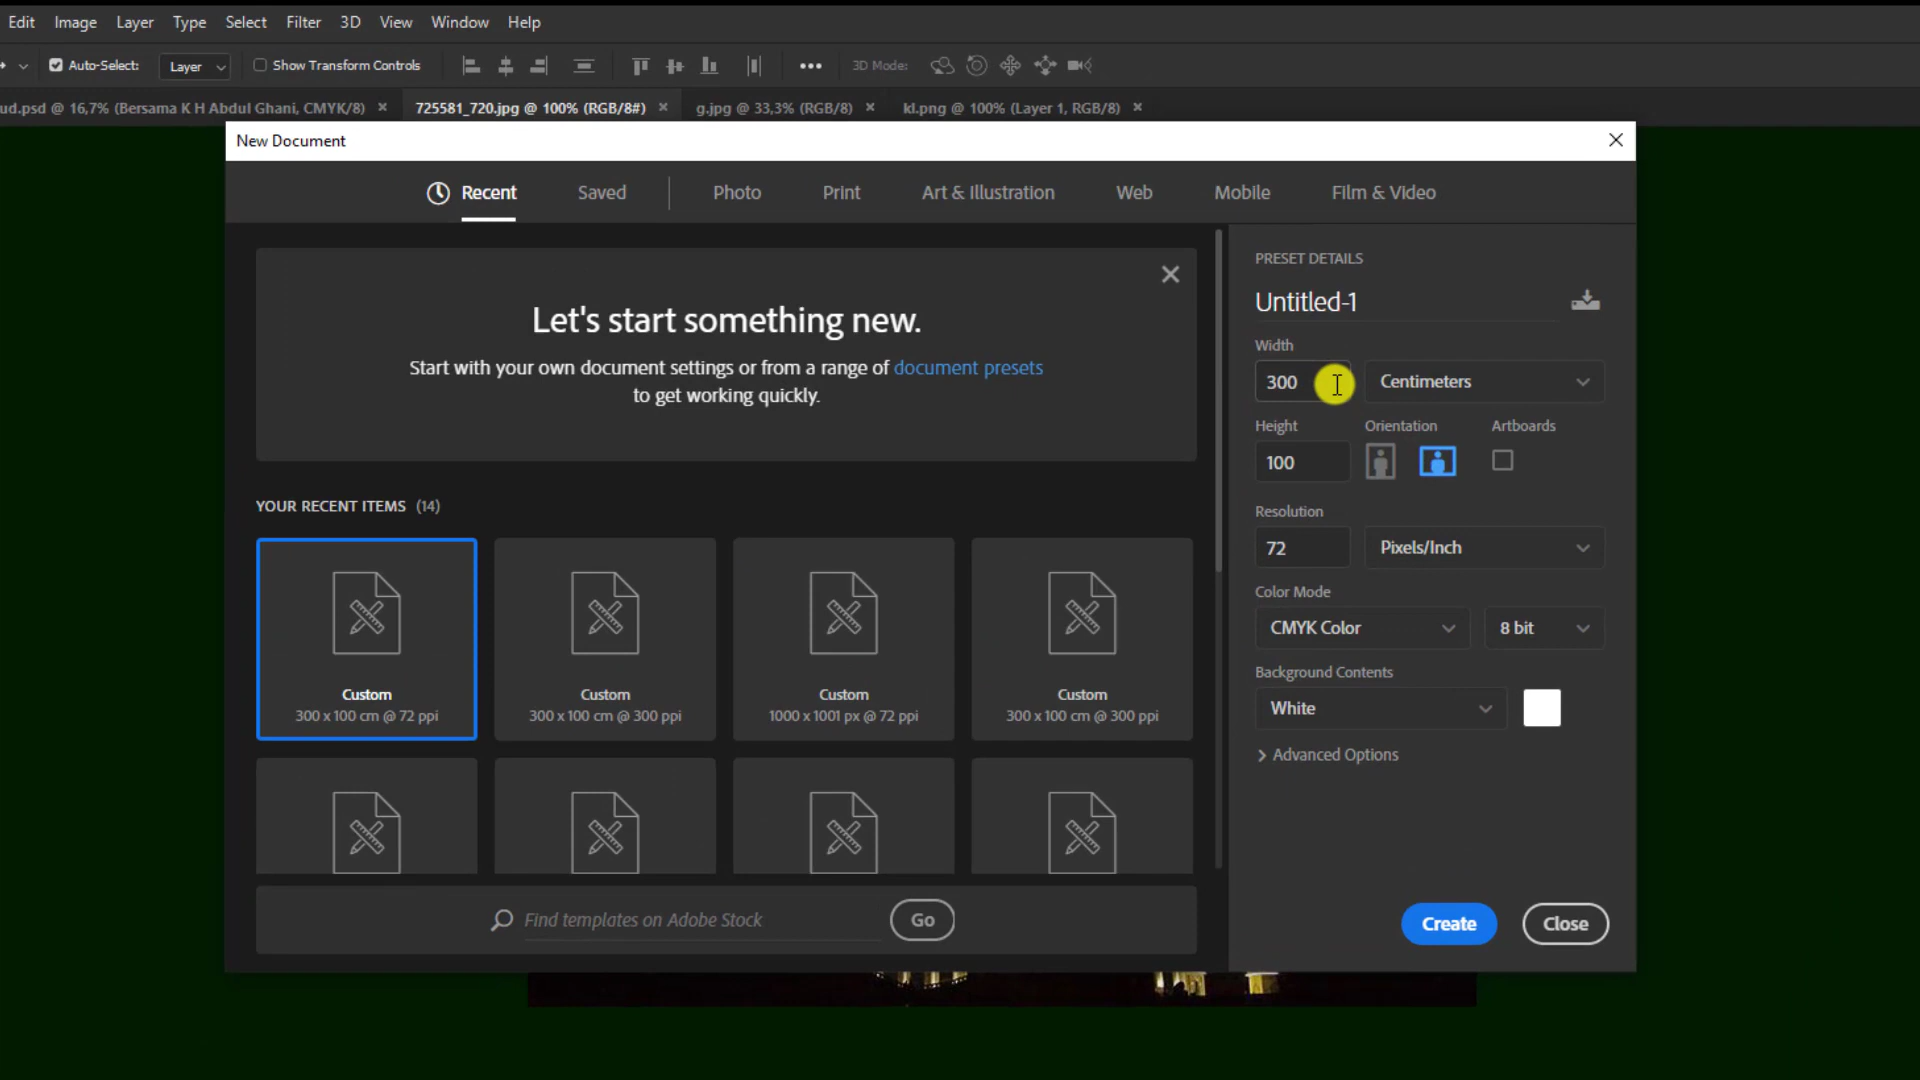 Edit Image Layer Type Select Filter 3D View Window Help
Auto-Select: Layer Show Transform Controls 3D Mode:
ud.psd @ 16,7% (Bersama K H Abdul Ghani, CMYK/8) × 725581_720.jpg @ 100% (RGB/8#) × g.jpg @ 33,3% (RGB/8) × kl.png @ 100% (Layer 1, RGB/8) ×
New Document
Recent Saved Photo Print Art & Illustration Web Mobile Film & Video
Let's start something new.
Start with your own document settings or from a range of document presets
to get working quickly.
YOUR RECENT ITEMS (14)
Custom
300 x 100 cm @ 72 ppi
Custom
300 x 100 cm @ 300 ppi
Custom
1000 x 1001 px @ 72 ppi
Custom
300 x 100 cm @ 300 ppi
Find templates on Adobe Stock Go
PRESET DETAILS
Untitled-1
Width
300 Centimeters
Height Orientation Artboards
100
Resolution
72 Pixels/Inch
Color Mode
CMYK Color 8 bit
Background Contents
White
Advanced Options
Create Close